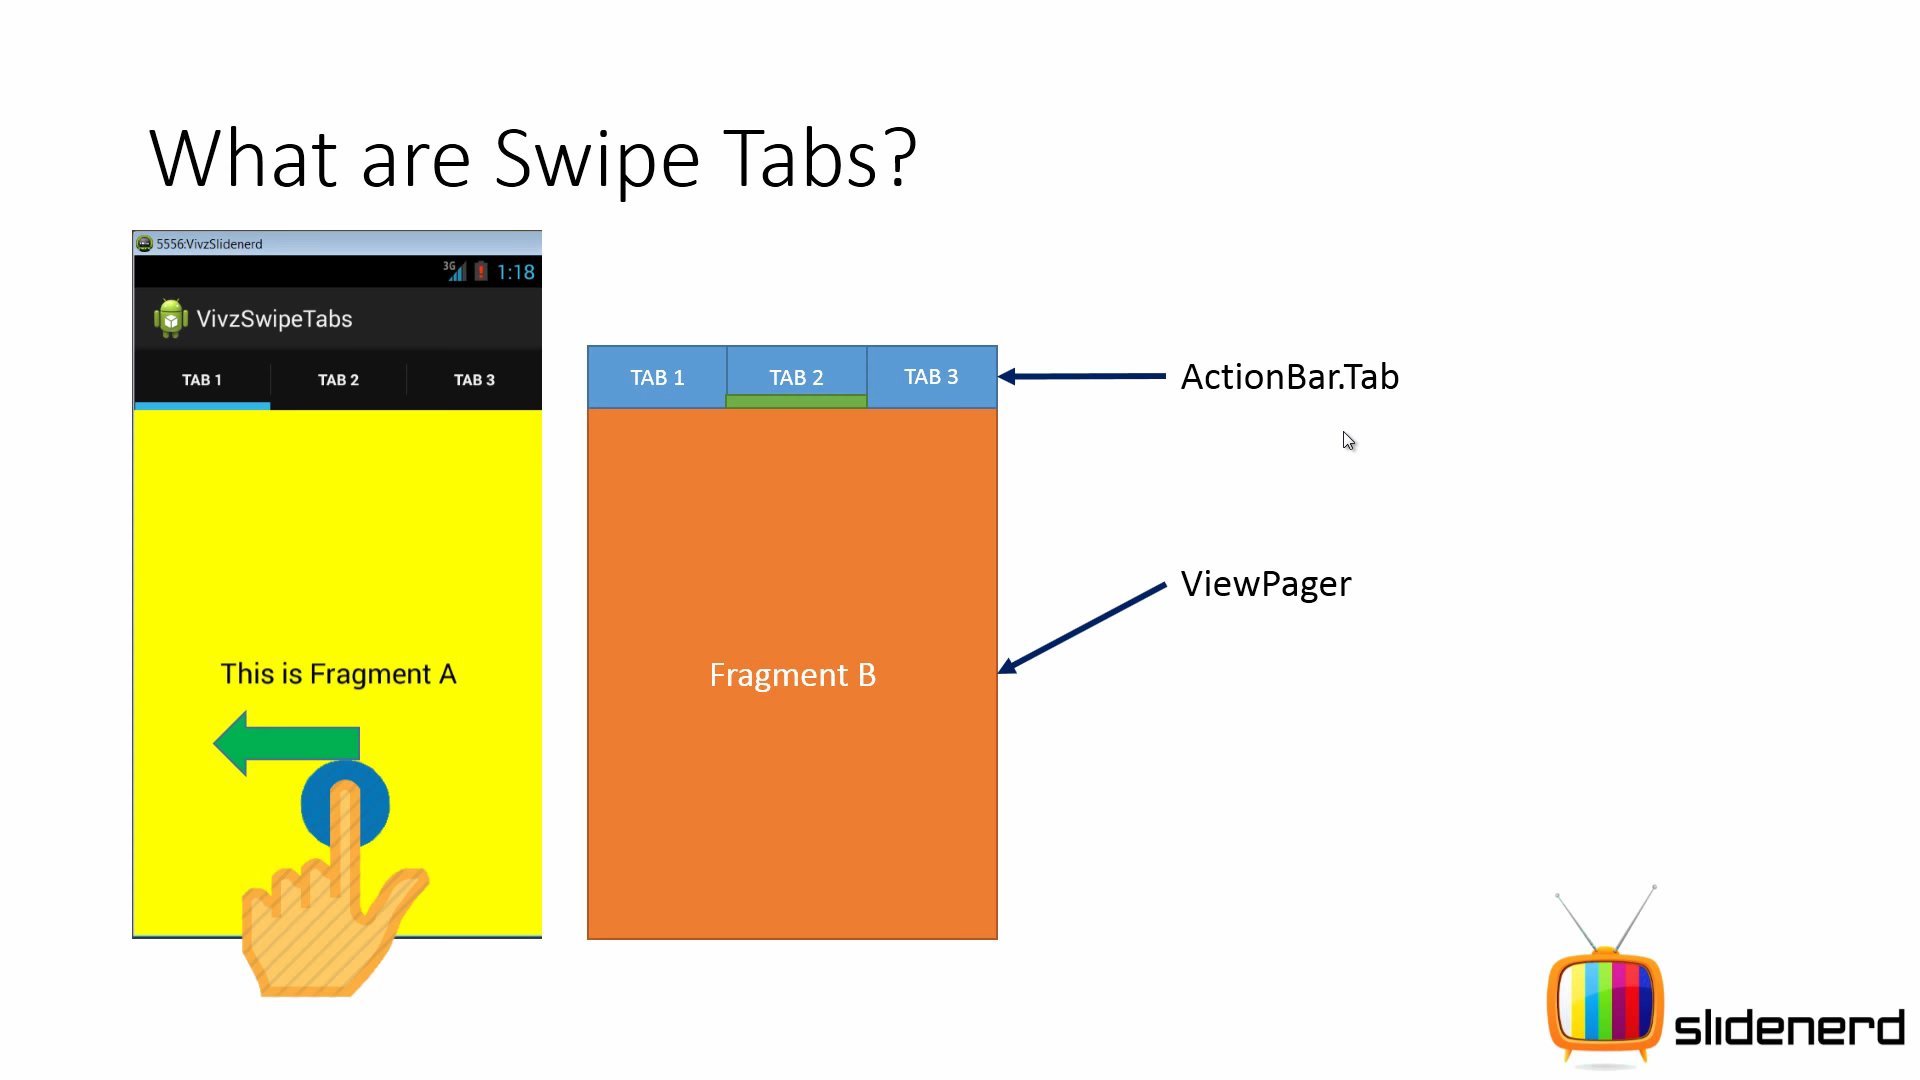 What are Swipe Tabs?
5556:VivzSlidenerd
3G 1:18
VivzSwipeTabs
TAB 1 TAB 2 TAB 3
This is Fragment A
TAB 1 TAB 2 TAB 3
Fragment B
ActionBar.Tab
ViewPager
slidenerd